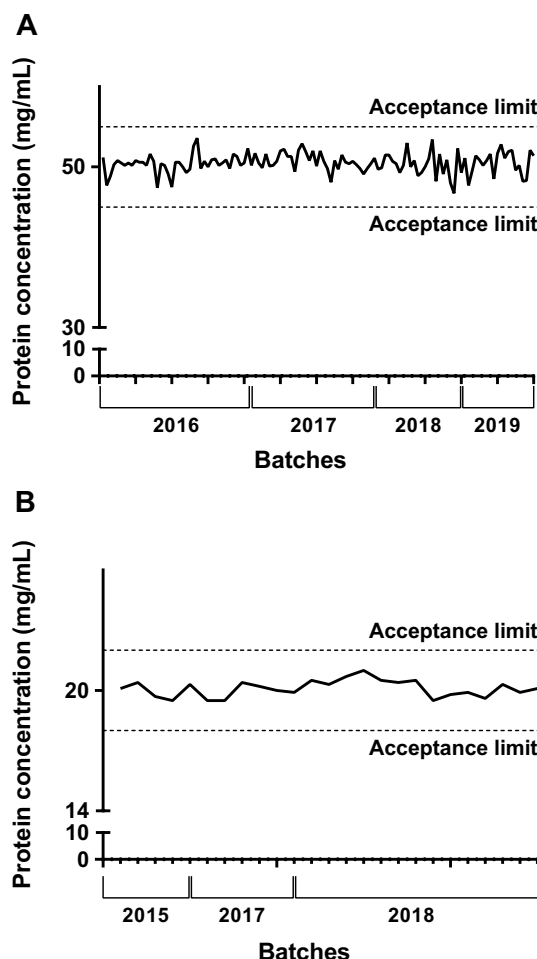 A
Protein concentration (mg/mL)
Acceptance limit
50
Acceptance limit
30
10
0
2016 2017 2018 2019
Batches
B
Protein concentration (mg/mL)
Acceptance limit
20
Acceptance limit
14
10
0
2015 2017 2018
Batches